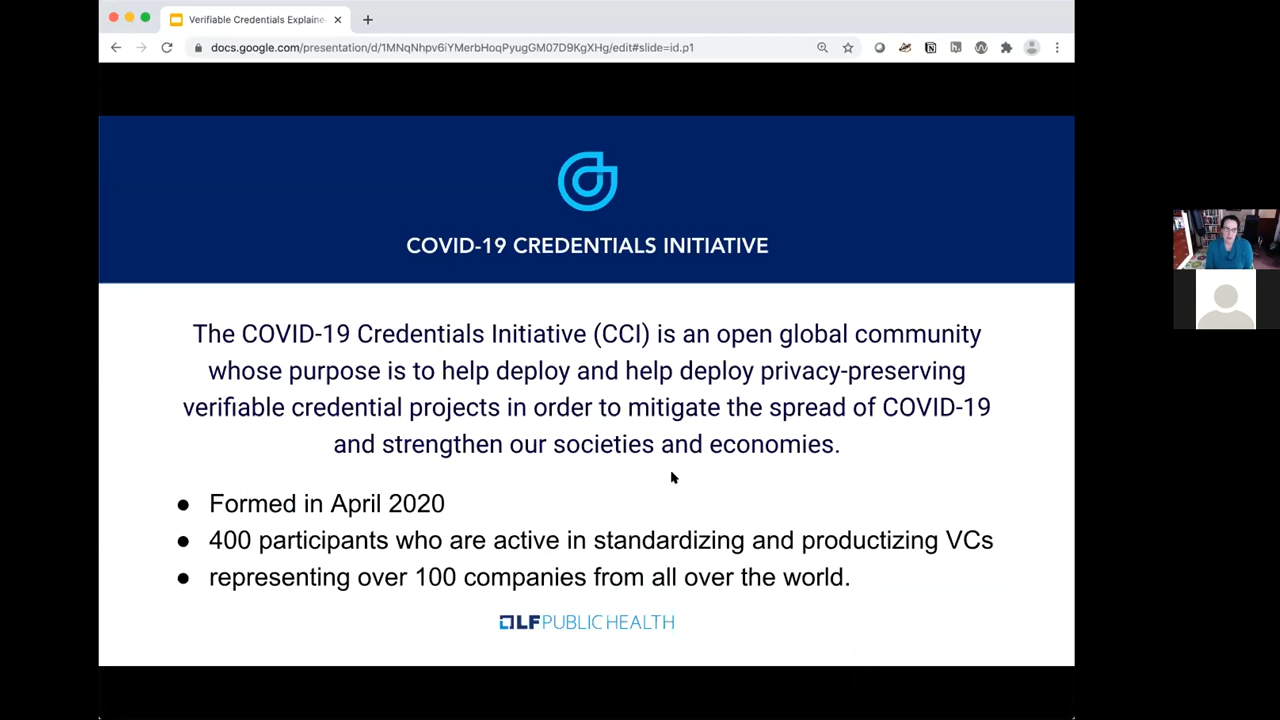 Verifiable Credentials Explaine
docs.google.com/presentation/d/1MNqNhpv6iYMerbHoqPyugGM07D9KgXHg/edit#slide=id.p1
COVID-19 CREDENTIALS INITIATIVE
The COVID-19 Credentials Initiative (CCI) is an open global community
whose purpose is to help deploy and help deploy privacy-preserving
verifiable credential projects in order to mitigate the spread of COVID-19
and strengthen our societies and economies.
● Formed in April 2020
● 400 participants who are active in standardizing and productizing VCs
● representing over 100 companies from all over the world.
LFPUBLICHEALTH